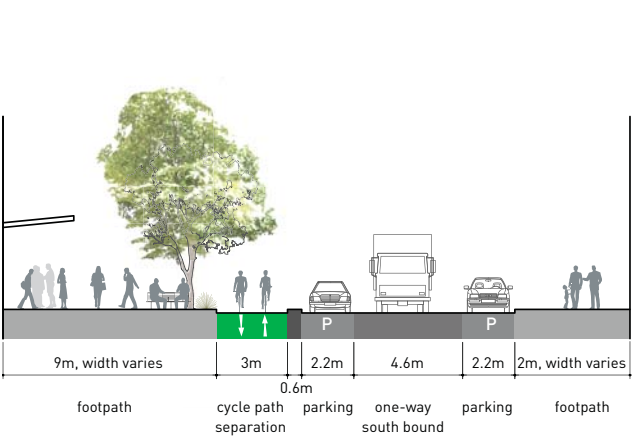 P
P
9m, width varies
3m
2.2m
4.6m
2.2m
2m, width varies
0.6m
footpath
cycle path
separation
parking
one-way
south bound
parking
footpath